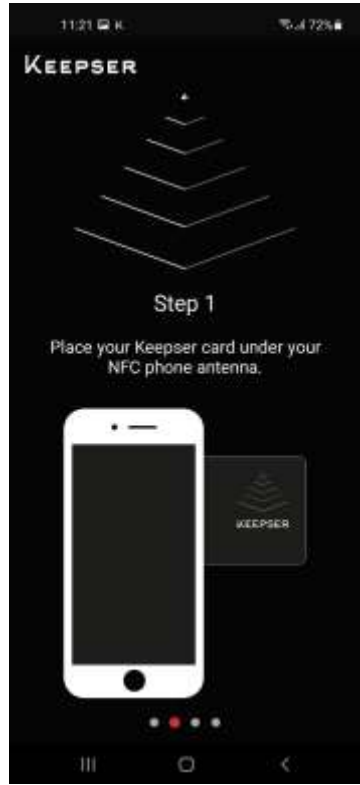 11:21 K
72%
KEEPSER
Step 1
Place your Keepser card under your
NFC phone antenna.
KEEPSER